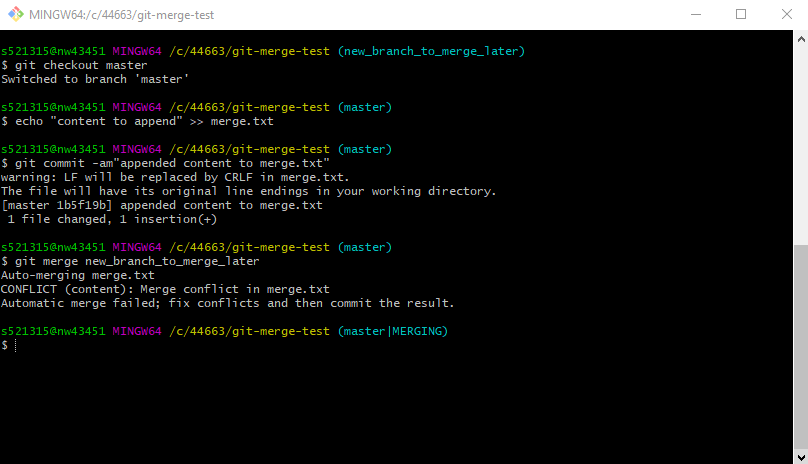 MINGW64:/c/44663/git-merge-test
s521315@nw43451 MINGW64 /c/44663/git-merge-test (new_branch_to_merge_later)
$ git checkout master
Switched to branch 'master'
s521315@nw43451 MINGW64 /c/44663/git-merge-test (master)
$ echo "content to append" >> merge.txt
s521315@nw43451 MINGW64 /c/44663/git-merge-test (master)
$ git commit -am"appended content to merge.txt"
warning: LF will be replaced by CRLF in merge.txt.
The file will have its original line endings in your working directory.
[master 1b5f19b] appended content to merge.txt
 1 file changed, 1 insertion(+)
s521315@nw43451 MINGW64 /c/44663/git-merge-test (master)
$ git merge new_branch_to_merge_later
Auto-merging merge.txt
CONFLICT (content): Merge conflict in merge.txt
Automatic merge failed; fix conflicts and then commit the result.
s521315@nw43451 MINGW64 /c/44663/git-merge-test (master|MERGING)
$